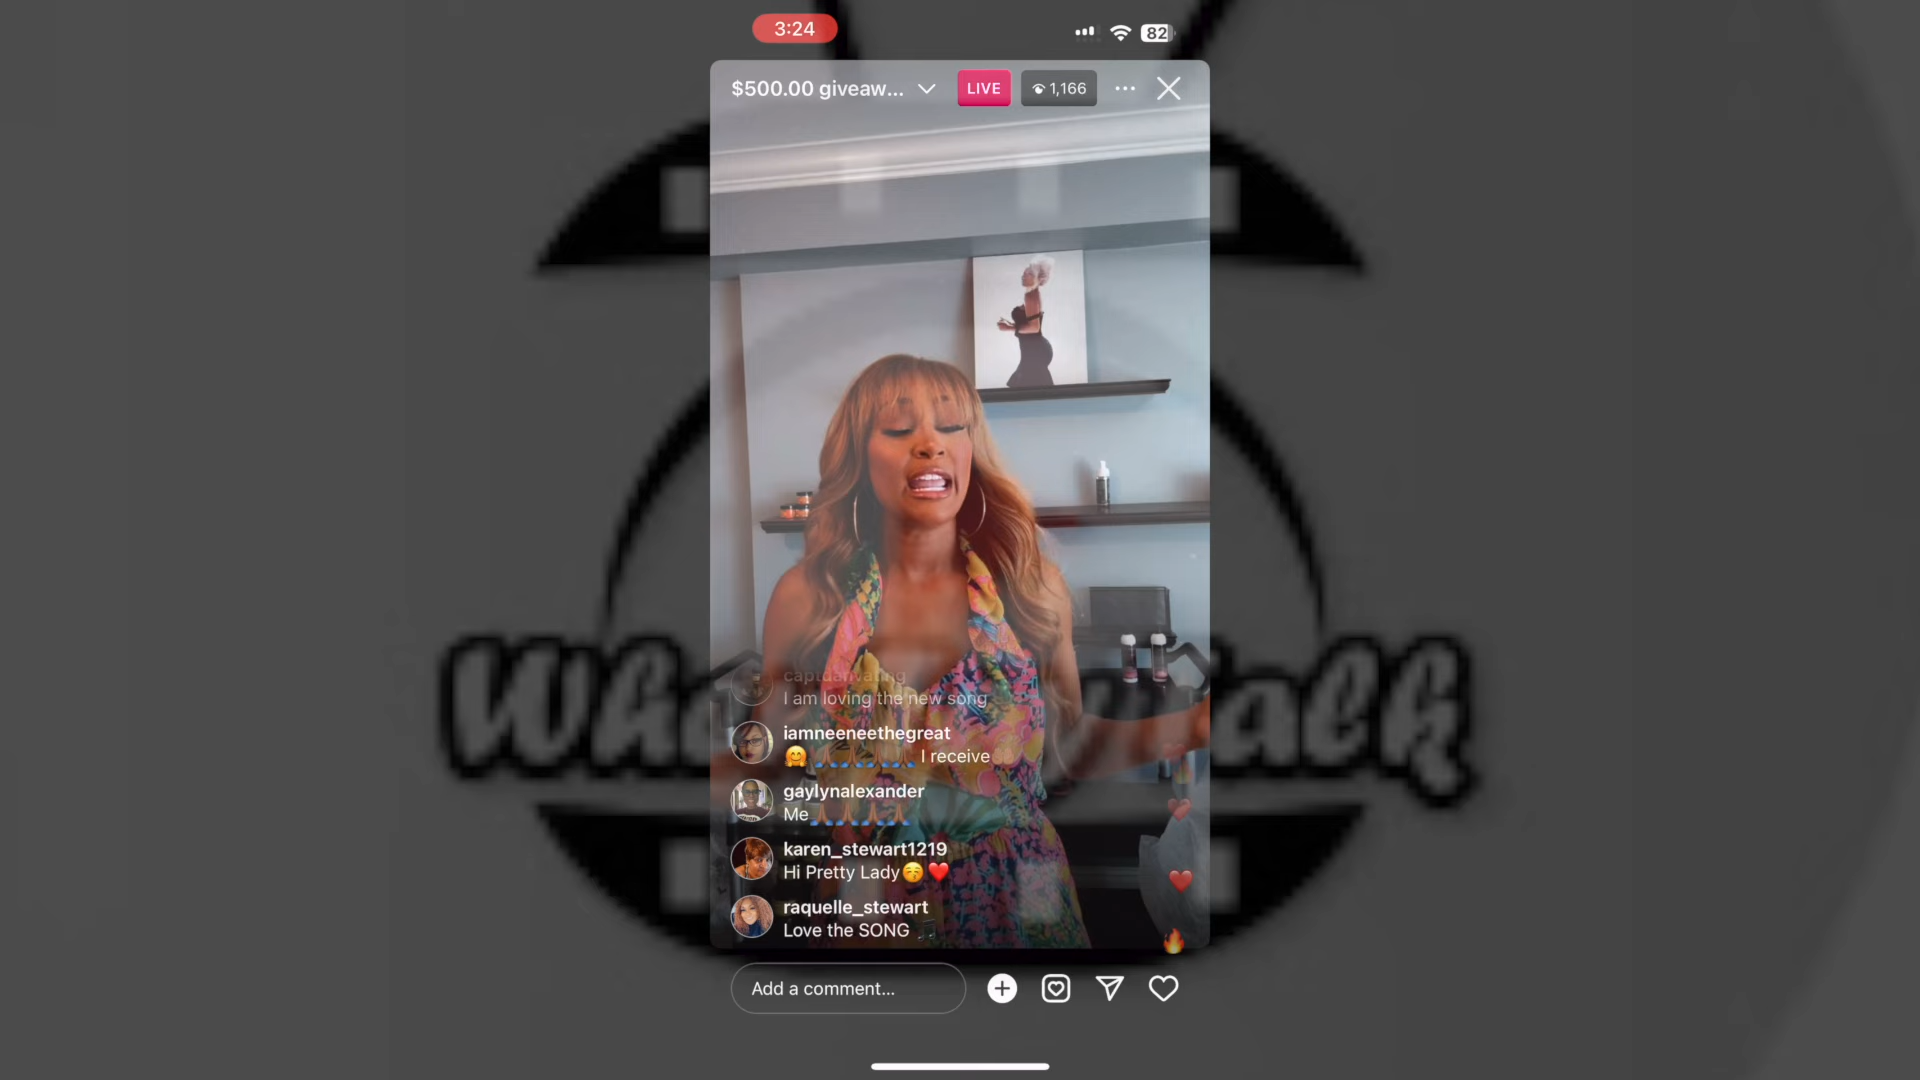 3:24
82
$500.00 giveaw...
LIVE
1,166
I am loving the new song
iamneeneethegreat
🤗🙏🏽🙏🏽🙏🏽🙏🏽 I receive🤲🏽
gaylynalexander
Me🙏🏽🙏🏽🙏🏽🙏🏽
karen_stewart1219
Hi Pretty Lady😚❤️
raquelle_stewart
Love the SONG 🎵
Add a comment...
Talk